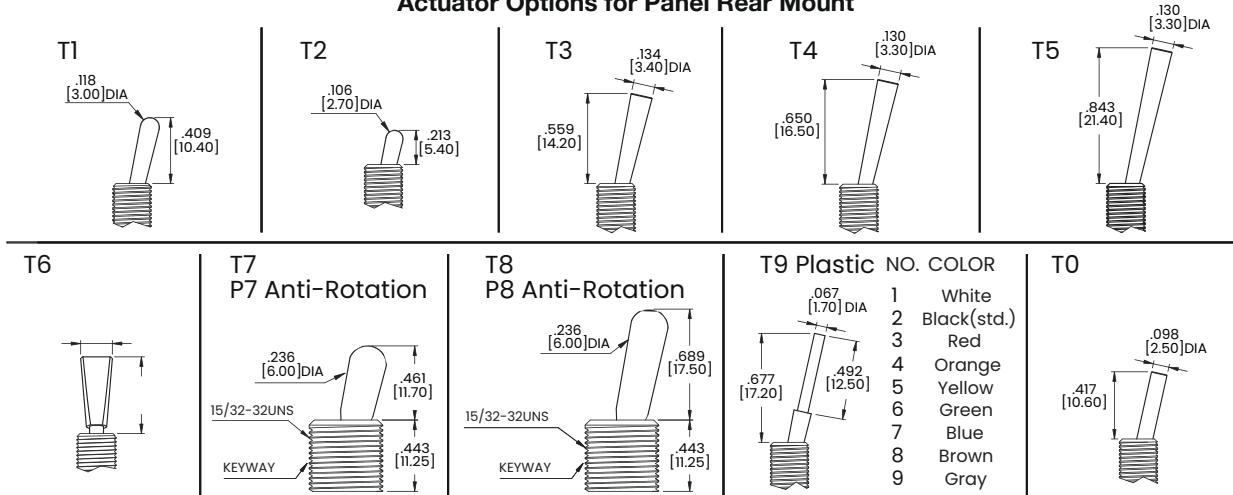 Actuator Options for Panel Rear Mount
T1
.118
[3.00]DIA
.409
[10.40]
T2
.106
[2.70]DIA
.213
[5.40]
T3
.134
[3.40]DIA
.559
[14.20]
T4
.130
[3.30]DIA
.650
[16.50]
T5
.130
[3.30]DIA
.843
[21.40]
T6
T7
P7 Anti-Rotation
.236
[6.00]DIA
.461
[11.70]
15/32-32UNS
KEYWAY
.443
[11.25]
T8
P8 Anti-Rotation
.236
[6.00]DIA
.689
[17.50]
15/32-32UNS
KEYWAY
.443
[11.25]
T9 Plastic
.067
[1.70] DIA
.677
[17.20]
.492
[12.50]
NO. COLOR
1 White
2 Black(std.)
3 Red
4 Orange
5 Yellow
6 Green
7 Blue
8 Brown
9 Gray
T0
.098
[2.50]DIA
.417
[10.60]